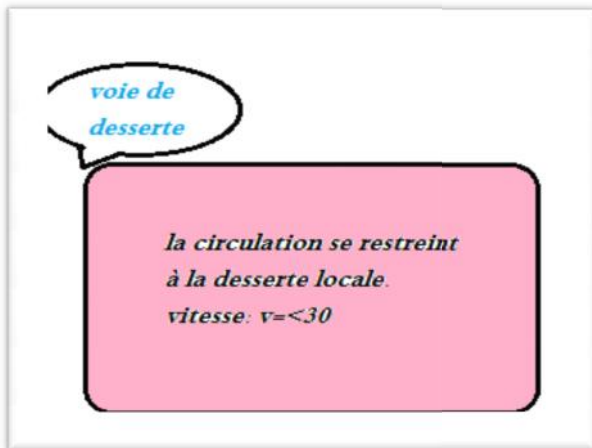 voie de
desserte
la circulation se restreint
à la desserte locale.
vitesse: v=<30